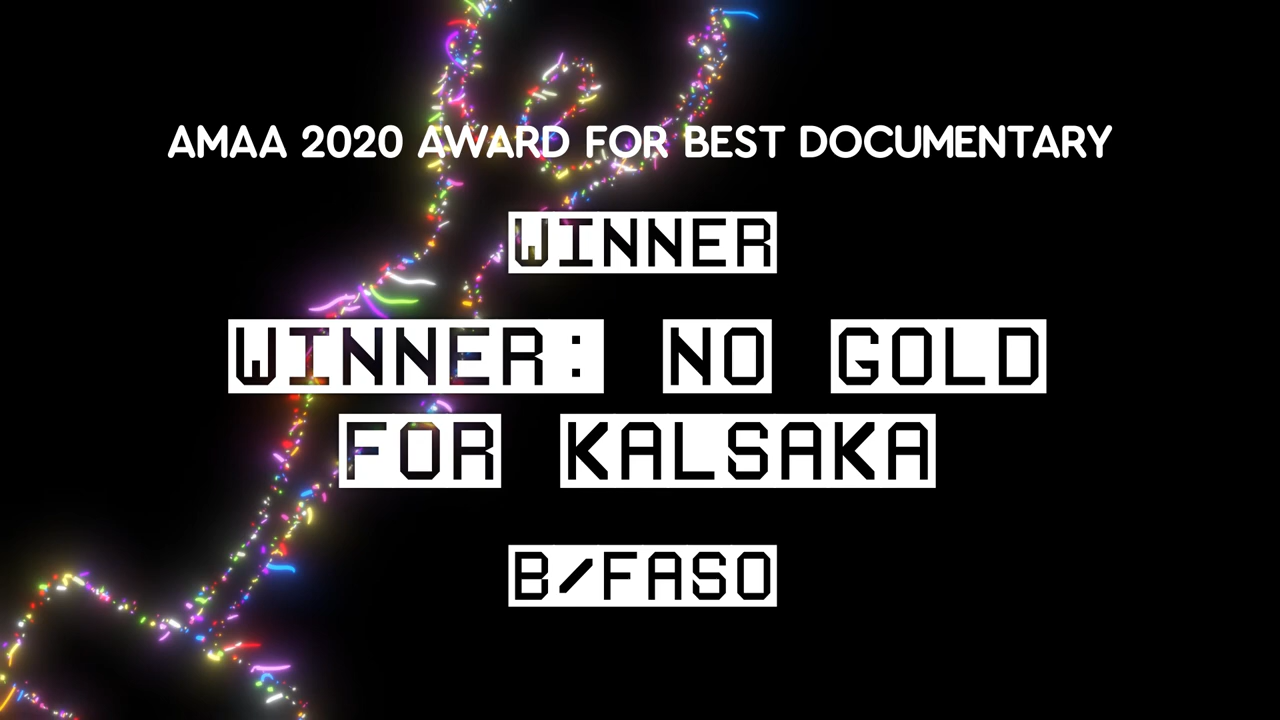 AMAA 2020 AWARD FOR BEST DOCUMENTARY
WINNER
WINNER: NO GOLD
FOR KALSAKA
B/FASO